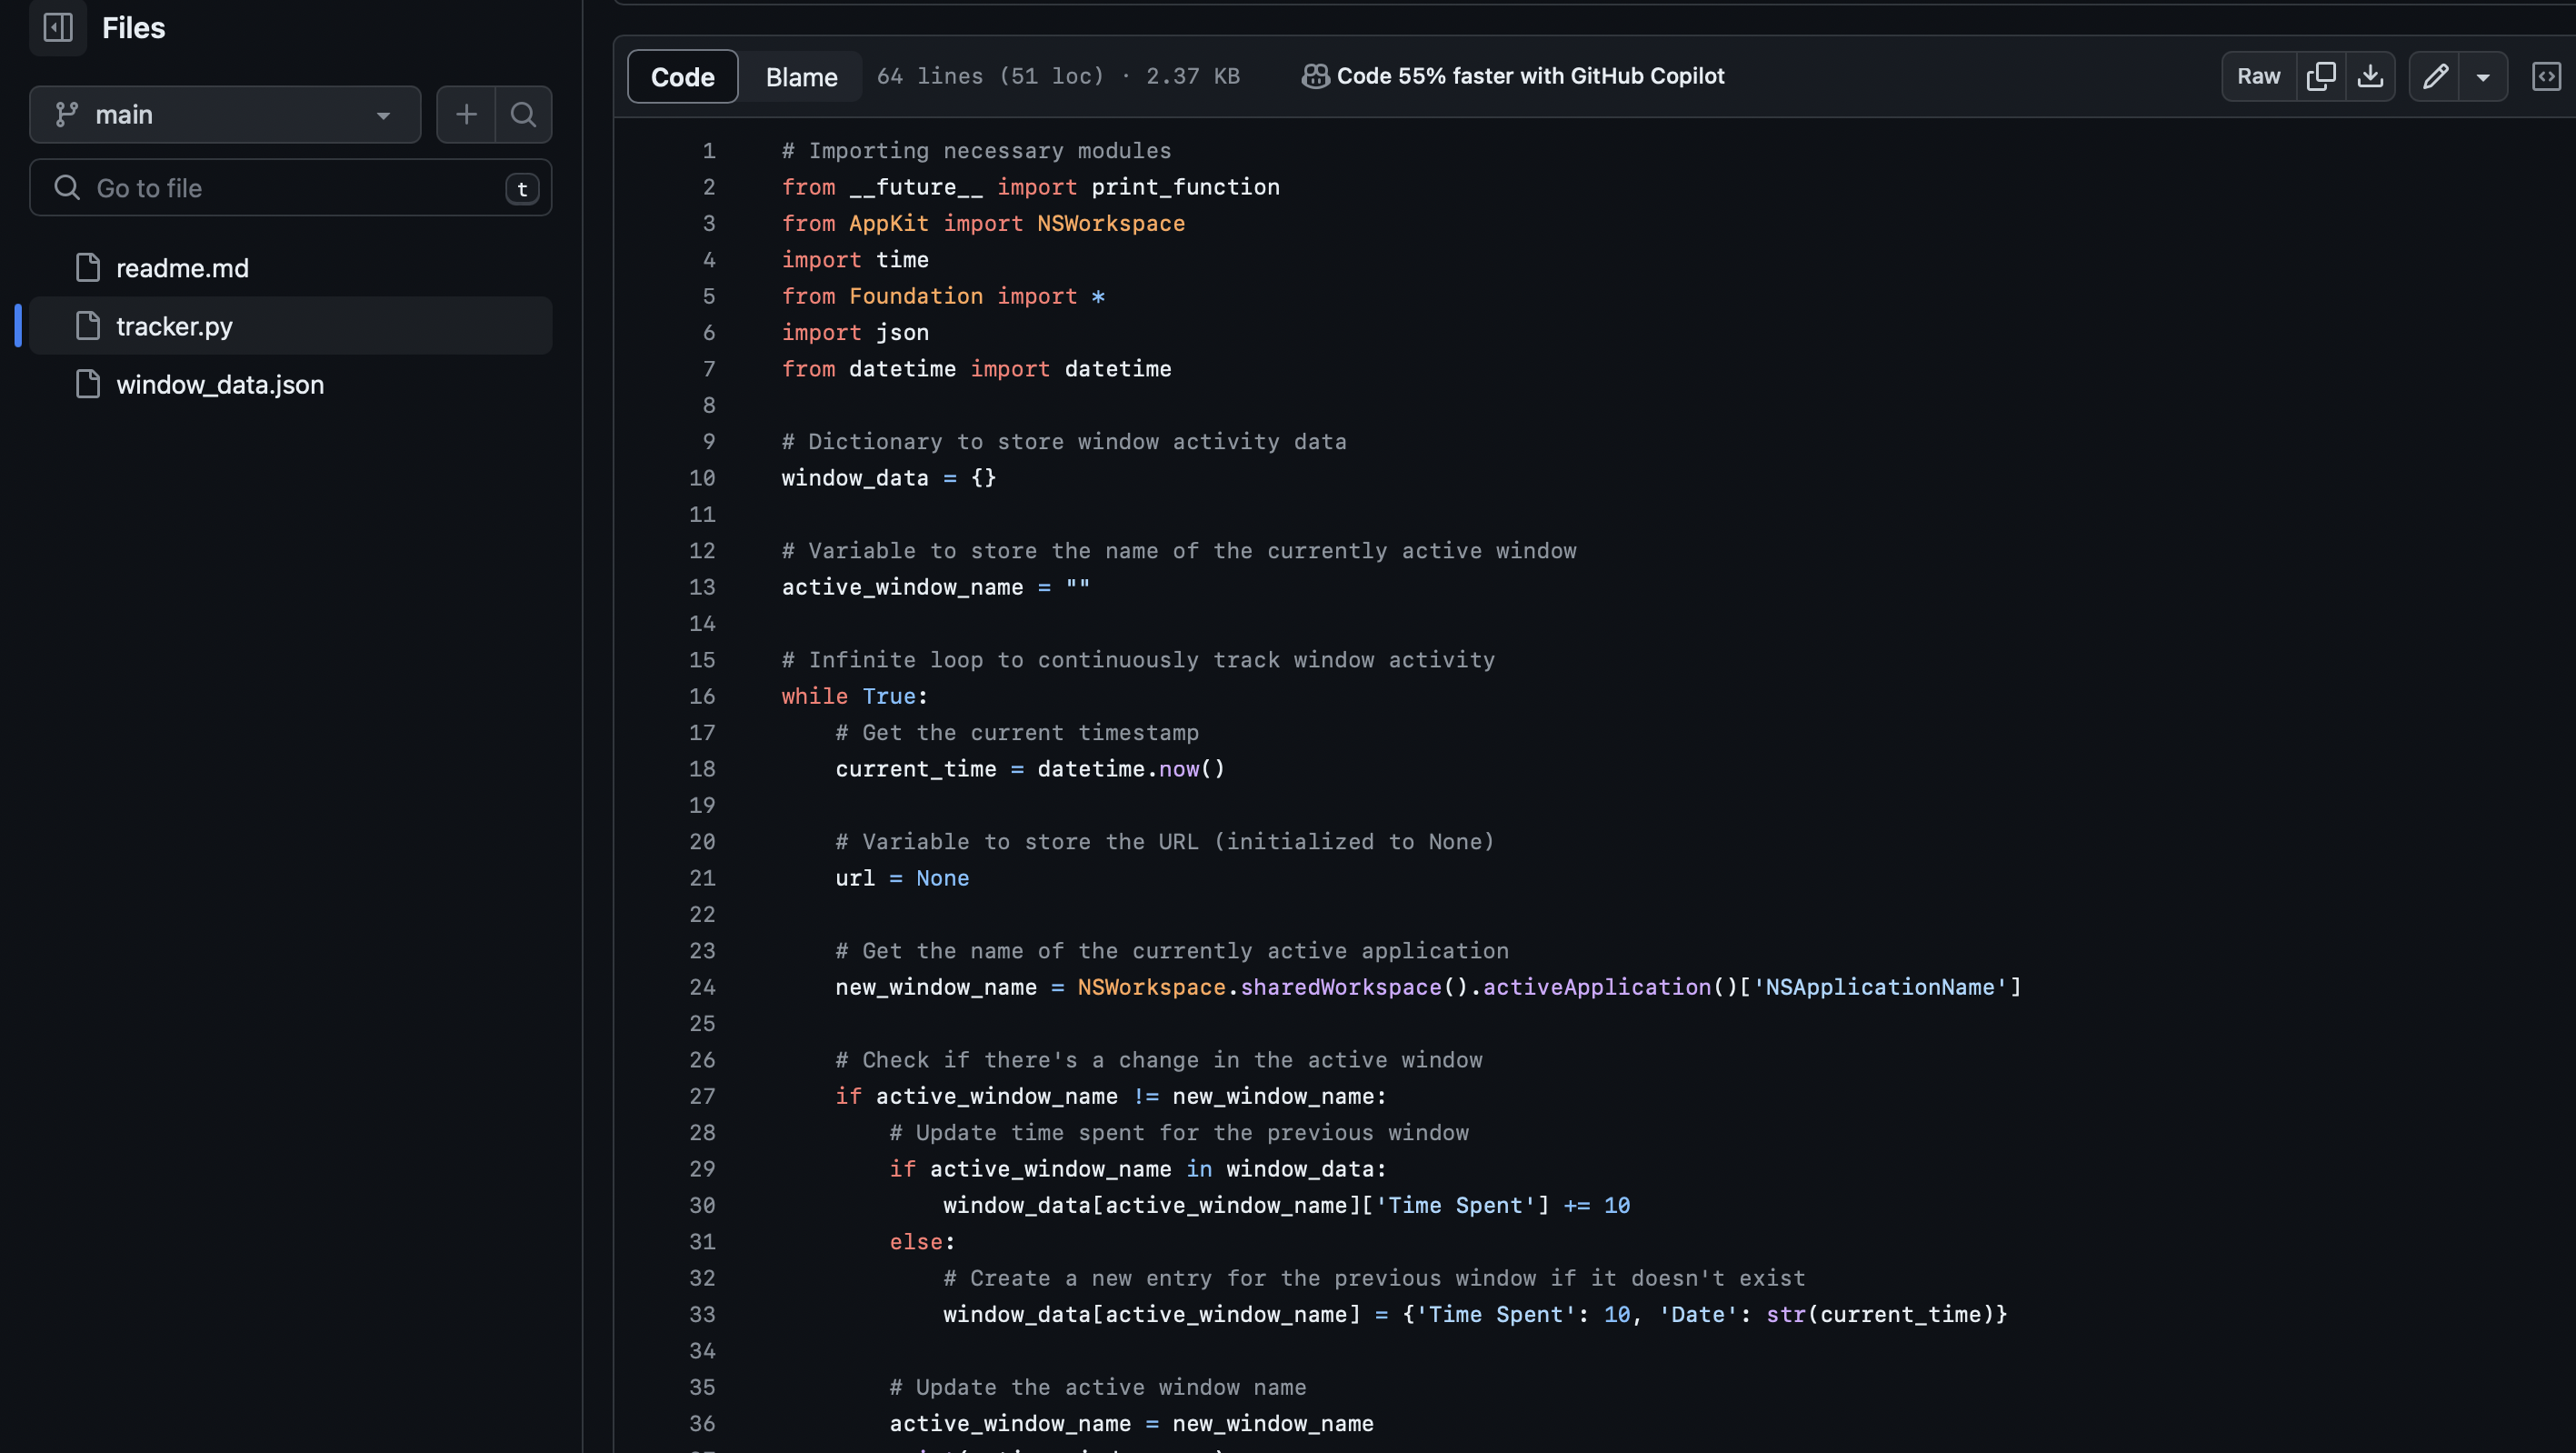 Files
main
Go to file
t
readme.md
tracker.py
window_data.json
Code Blame 64 lines (51 loc) · 2.37 KB Code 55% faster with GitHub Copilot Raw
1 # Importing necessary modules
2 from __future__ import print_function
3 from AppKit import NSWorkspace
4 import time
5 from Foundation import *
6 import json
7 from datetime import datetime
8
9 # Dictionary to store window activity data
10 window_data = {}
11
12 # Variable to store the name of the currently active window
13 active_window_name = ""
14
15 # Infinite loop to continuously track window activity
16 while True:
17     # Get the current timestamp
18     current_time = datetime.now()
19
20     # Variable to store the URL (initialized to None)
21     url = None
22
23     # Get the name of the currently active application
24     new_window_name = NSWorkspace.sharedWorkspace().activeApplication()['NSApplicationName']
25
26     # Check if there's a change in the active window
27     if active_window_name != new_window_name:
28         # Update time spent for the previous window
29         if active_window_name in window_data:
30             window_data[active_window_name]['Time Spent'] += 10
31         else:
32             # Create a new entry for the previous window if it doesn't exist
33             window_data[active_window_name] = {'Time Spent': 10, 'Date': str(current_time)}
34
35         # Update the active window name
36         active_window_name = new_window_name